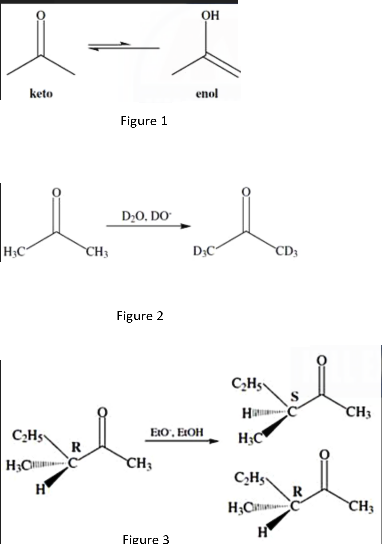 O OH
keto enol
Figure 1
O O
D₂O, DO⁻
H₃C CH₃ D₃C CD₃
Figure 2
O
C₂H₅ S
H C CH₃
H₃C
O
C₂H₅ R EtO⁻, EtOH
H₃C C CH₃
H
O
C₂H₅ R
H₃C C CH₃
H
Figure 3